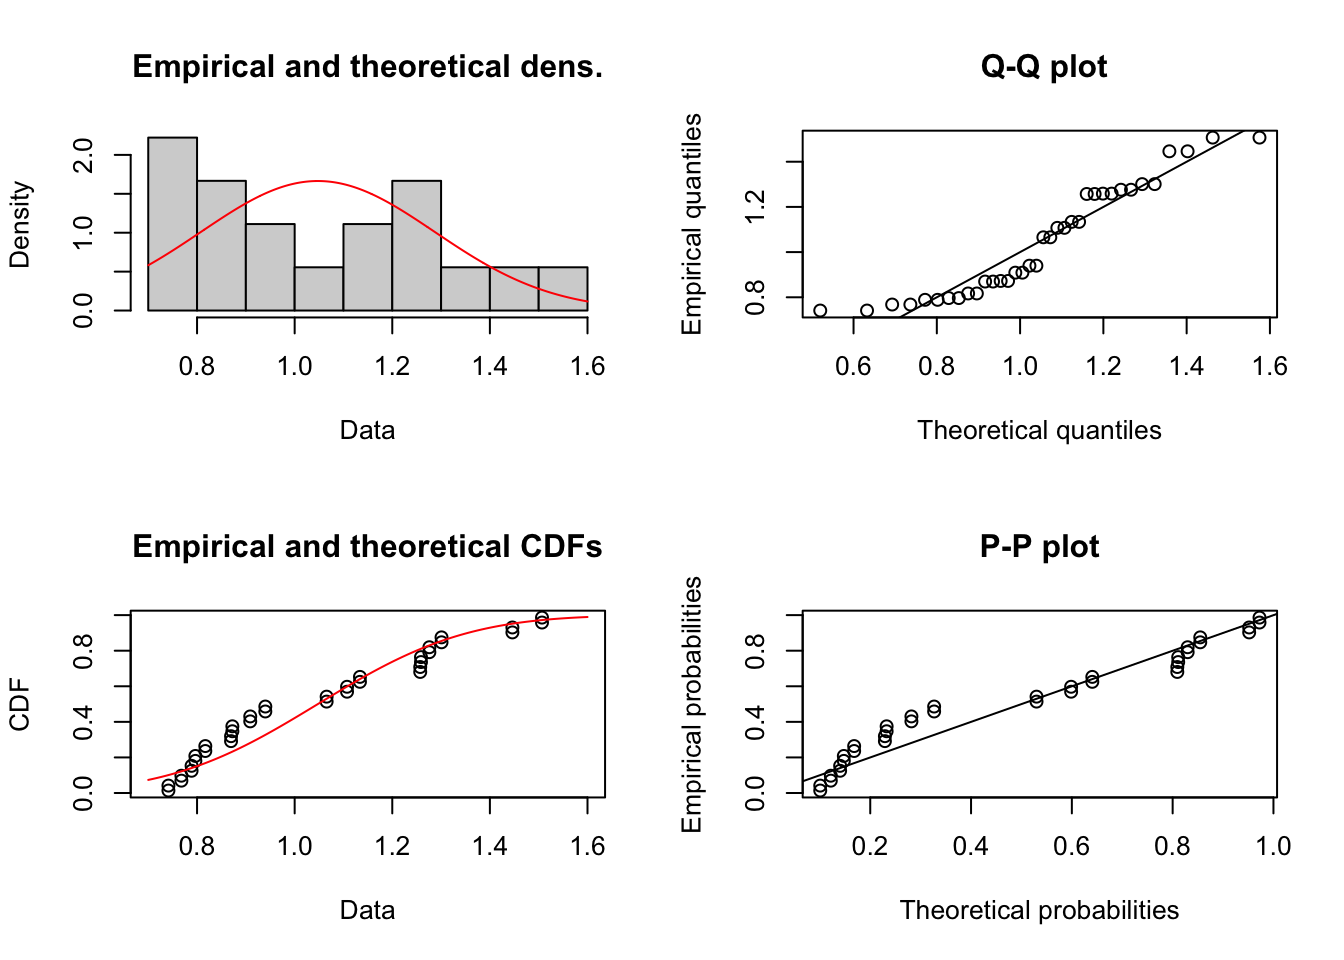 Empirical and theoretical dens.
Density
0.0 1.0 2.0
0.8 1.0 1.2 1.4 1.6
Data
Q-Q plot
Empirical quantiles
0.8 1.2
0.6 0.8 1.0 1.2 1.4 1.6
Theoretical quantiles
Empirical and theoretical CDFs
CDF
0.0 0.4 0.8
0.8 1.0 1.2 1.4 1.6
Data
P-P plot
Empirical probabilities
0.0 0.4 0.8
0.2 0.4 0.6 0.8 1.0
Theoretical probabilities